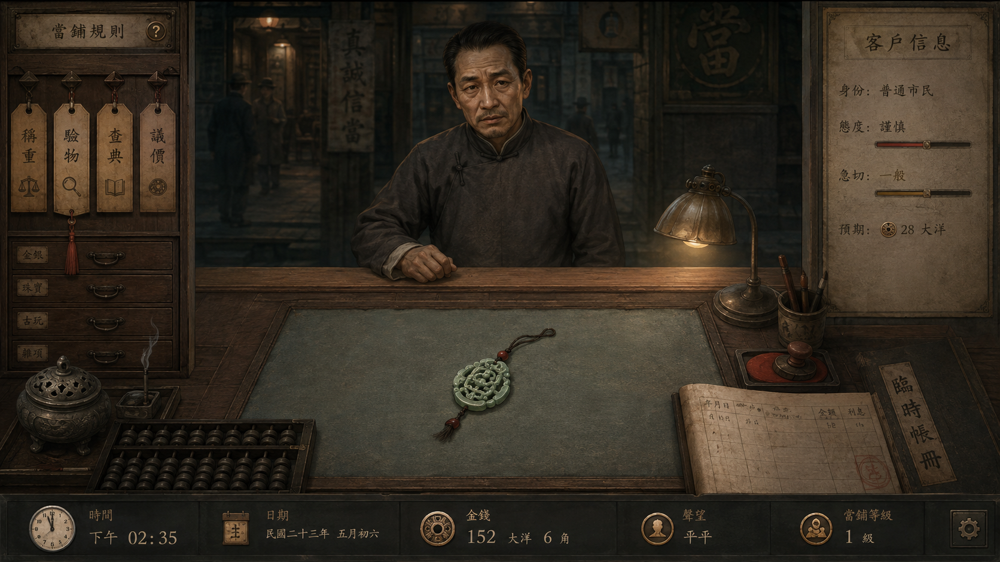 當鋪規則 ?
稱重
驗物
查典
議價
金銀
珠寶
古玩
雜項
真誠信當
當
客戶信息
身份: 普通市民
態度: 謹慎
急切: 一般
預期: 28 大洋
年月日
金額 利息
臨時帳冊
時間
下午 02:35
日期
民國二十三年 五月初六
金錢
152 大洋 6 角
聲望
平平
當鋪等級
1 級